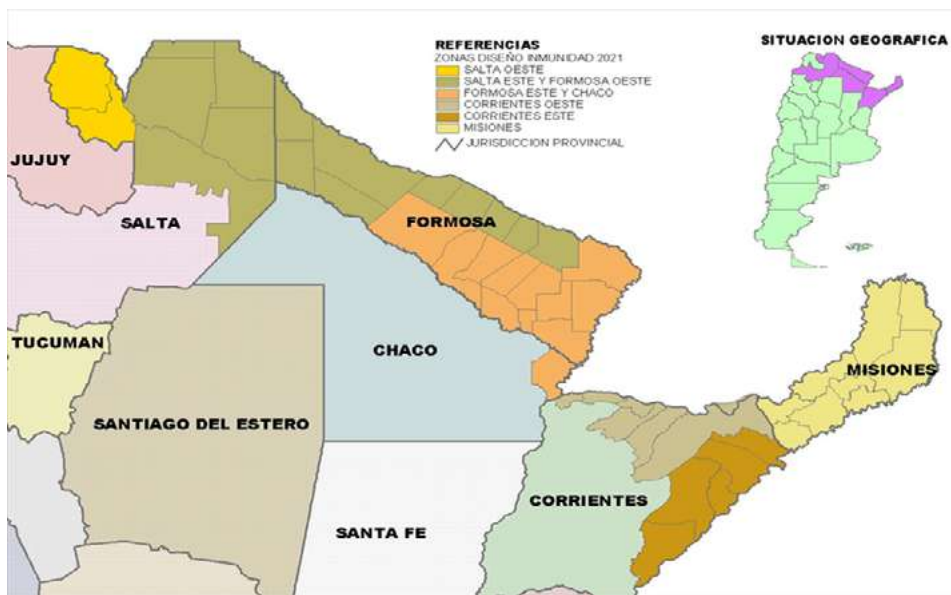 REFERENCIAS
ZONAS DISEÑO INMUNIDAD 2021
SALTA OESTE
SALTA ESTE Y FORMOSA OESTE
FORMOSA ESTE Y CHACO
CORRIENTES OESTE
CORRIENTES ESTE
MISIONES
JURISDICCION PROVINCIAL
SITUACION GEOGRAFICA
JUJUY
SALTA
FORMOSA
TUCUMAN
CHACO
MISIONES
SANTIAGO DEL ESTERO
CORRIENTES
SANTA FE